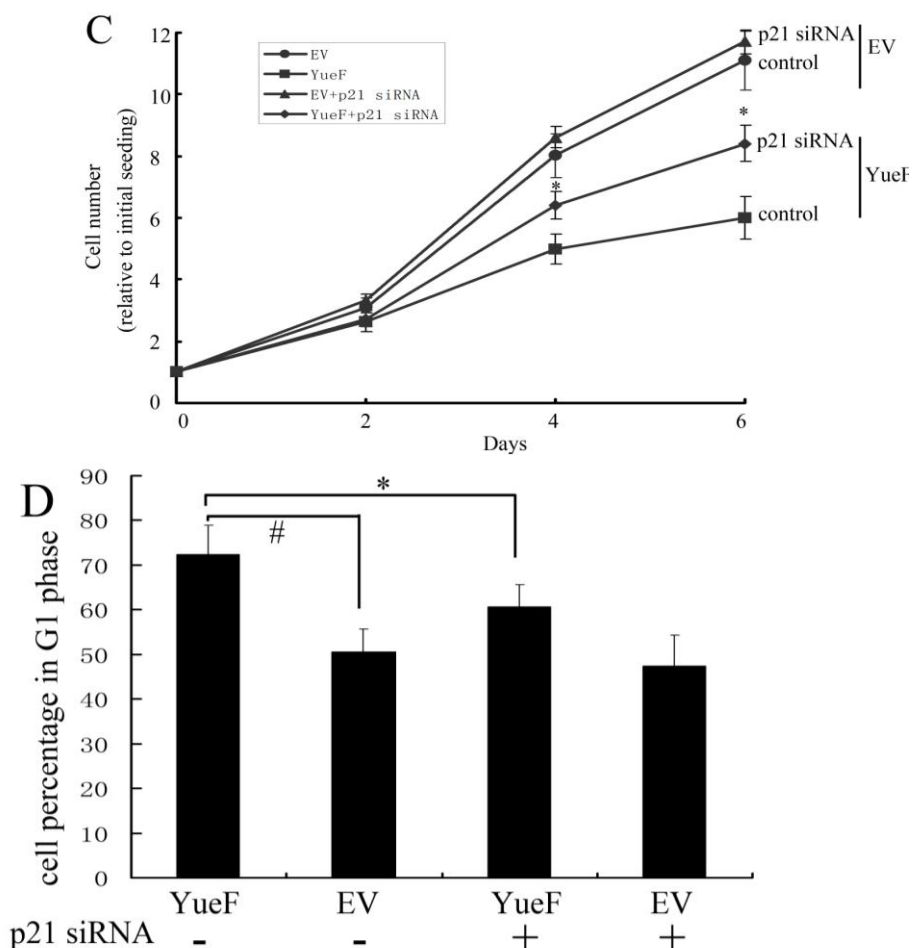 C
12
10
8
6
4
2
0
Cell number
(relative to initial seeding)
EV
YueF
EV+p21 siRNA
YueF+p21 siRNA
p21 siRNA
control
EV
*
p21 siRNA
control
YueF
*
0 2 4 6
Days
D
90
80
70
60
50
40
30
20
10
0
cell percentage in G1 phase
*
#
YueF EV YueF EV
p21 siRNA - - + +